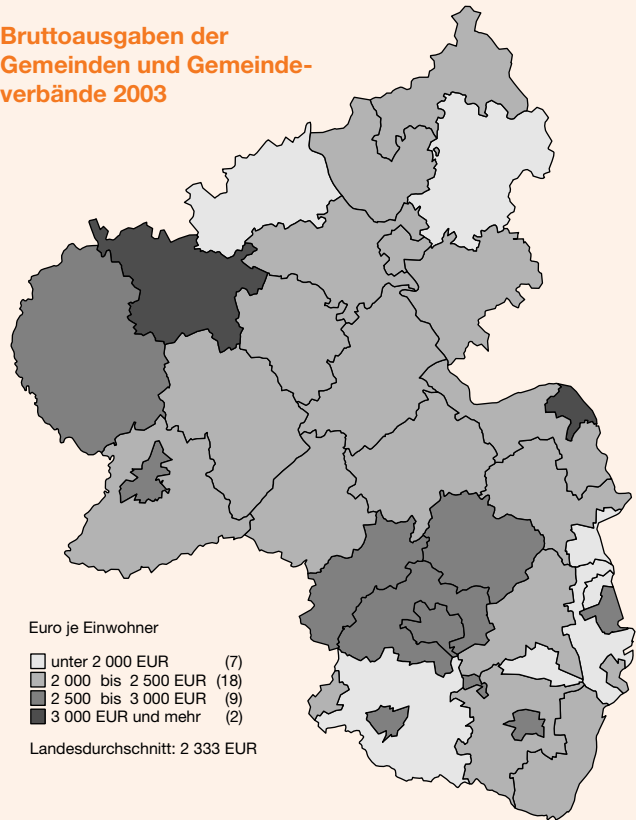 Bruttoausgaben der
Gemeinden und Gemeinde-
verbände 2003
Euro je Einwohner
unter 2 000 EUR (7)
2 000 bis 2 500 EUR (18)
2 500 bis 3 000 EUR (9)
3 000 EUR und mehr (2)
Landesdurchschnitt: 2 333 EUR